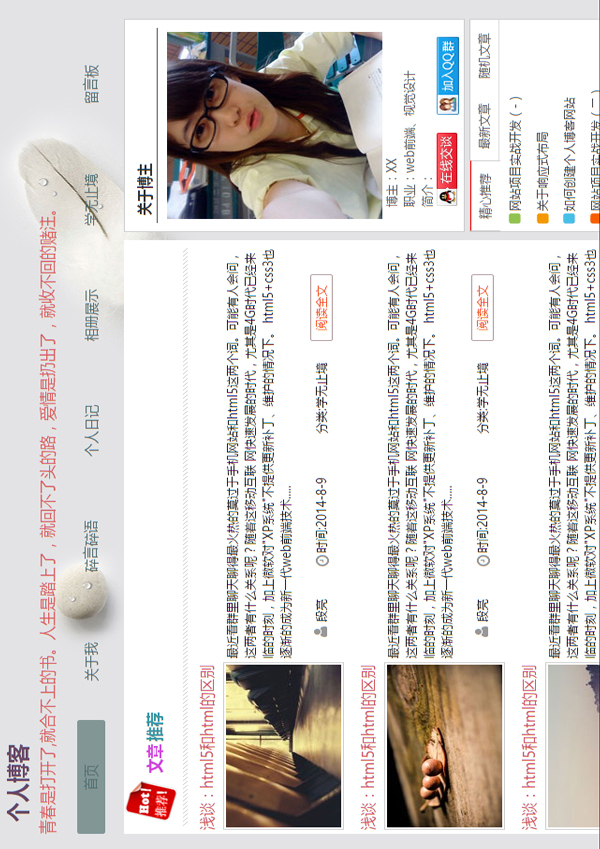 个人博客
青春是打开了,就合不上的书。人生是踏上了，就回不了头的路，爱情是扔出了，就收不回的赌注。
首页
关于我
碎言碎语
个人日记
相册展示
学无止境
留言板
Hot!
推荐!
文章推荐
浅谈：html5和html的区别
最近看群里聊天聊得最火热的莫过于手机网站和html5这两个词。可能有人会问，
这两者有什么关系呢？随着这移动互联 网快速发展的时代，尤其是4G时代已经来
临的时刻，加上微软对"XP系统"不提供更新补丁、维护的情况下。 html5+css3也
逐渐的成为新一代web前端技术.....
段亮
时间:2014-8-9
分类:学无止境
阅读全文
浅谈：html5和html的区别
最近看群里聊天聊得最火热的莫过于手机网站和html5这两个词。可能有人会问，
这两者有什么关系呢？随着这移动互联 网快速发展的时代，尤其是4G时代已经来
临的时刻，加上微软对"XP系统"不提供更新补丁、维护的情况下。 html5+css3也
逐渐的成为新一代web前端技术.....
段亮
时间:2014-8-9
分类:学无止境
阅读全文
浅谈：html5和html的区别
最近看群里聊天聊得最火热的莫过于手机网站和html5这两个词。可能有人会问，
这两者有什么关系呢？随着这移动互联 网快速发展的时代，尤其是4G时代已经来
临的时刻，加上微软对"XP系统"不提供更新补丁、维护的情况下。 html5+css3也
关于博主
博主：XX
职业：web前端、视觉设计
简介：
在线交谈
加入QQ群
精心推荐
最新文章
随机文章
网站项目实战开发（-）
关于响应式布局
如何创建个人博客网站
网站项目实战开发（二）